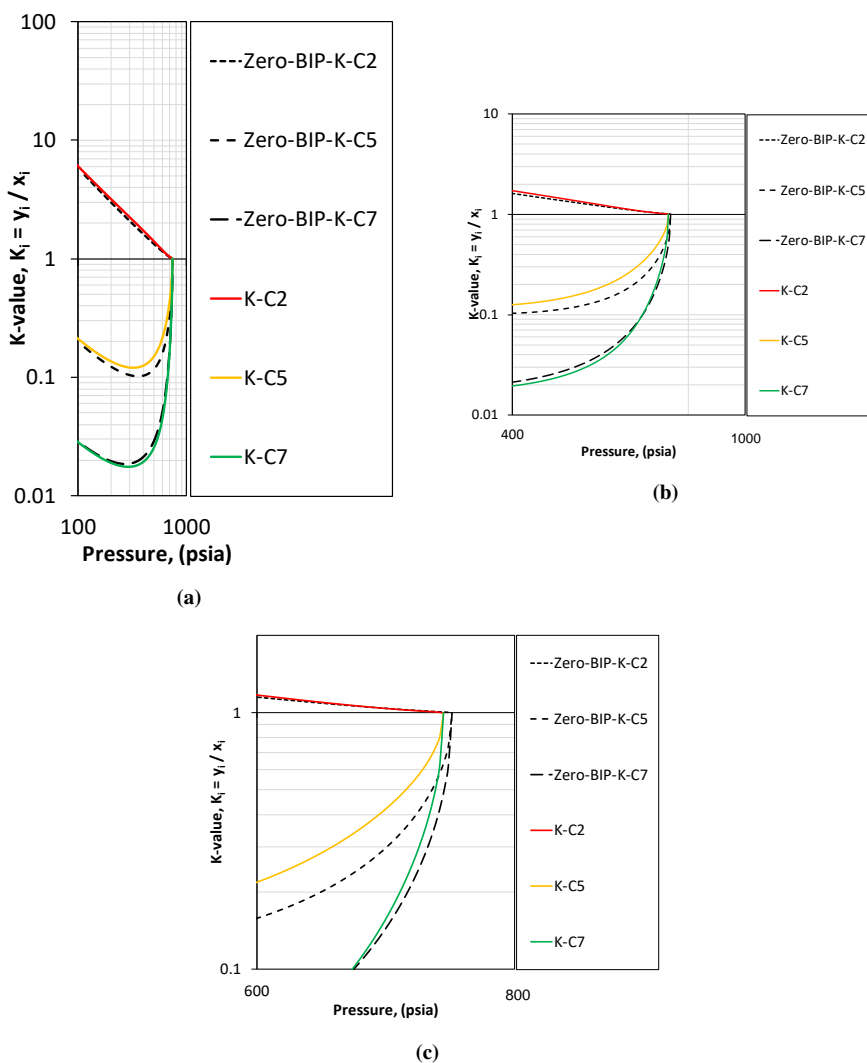 100
10
1
0.1
0.01
100 1000
K-value, Ki = yi / xi
Pressure, (psia)
Zero-BIP-K-C2
Zero-BIP-K-C5
Zero-BIP-K-C7
K-C2
K-C5
K-C7
(a)
10
1
0.1
0.01
400 1000
K-value, Ki = yi / xi
Pressure, (psia)
Zero-BIP-K-C2
Zero-BIP-K-C5
Zero-BIP-K-C7
K-C2
K-C5
K-C7
(b)
1
0.1
600 800
K-value, Ki = yi / xi
Pressure, (psia)
Zero-BIP-K-C2
Zero-BIP-K-C5
Zero-BIP-K-C7
K-C2
K-C5
K-C7
(c)